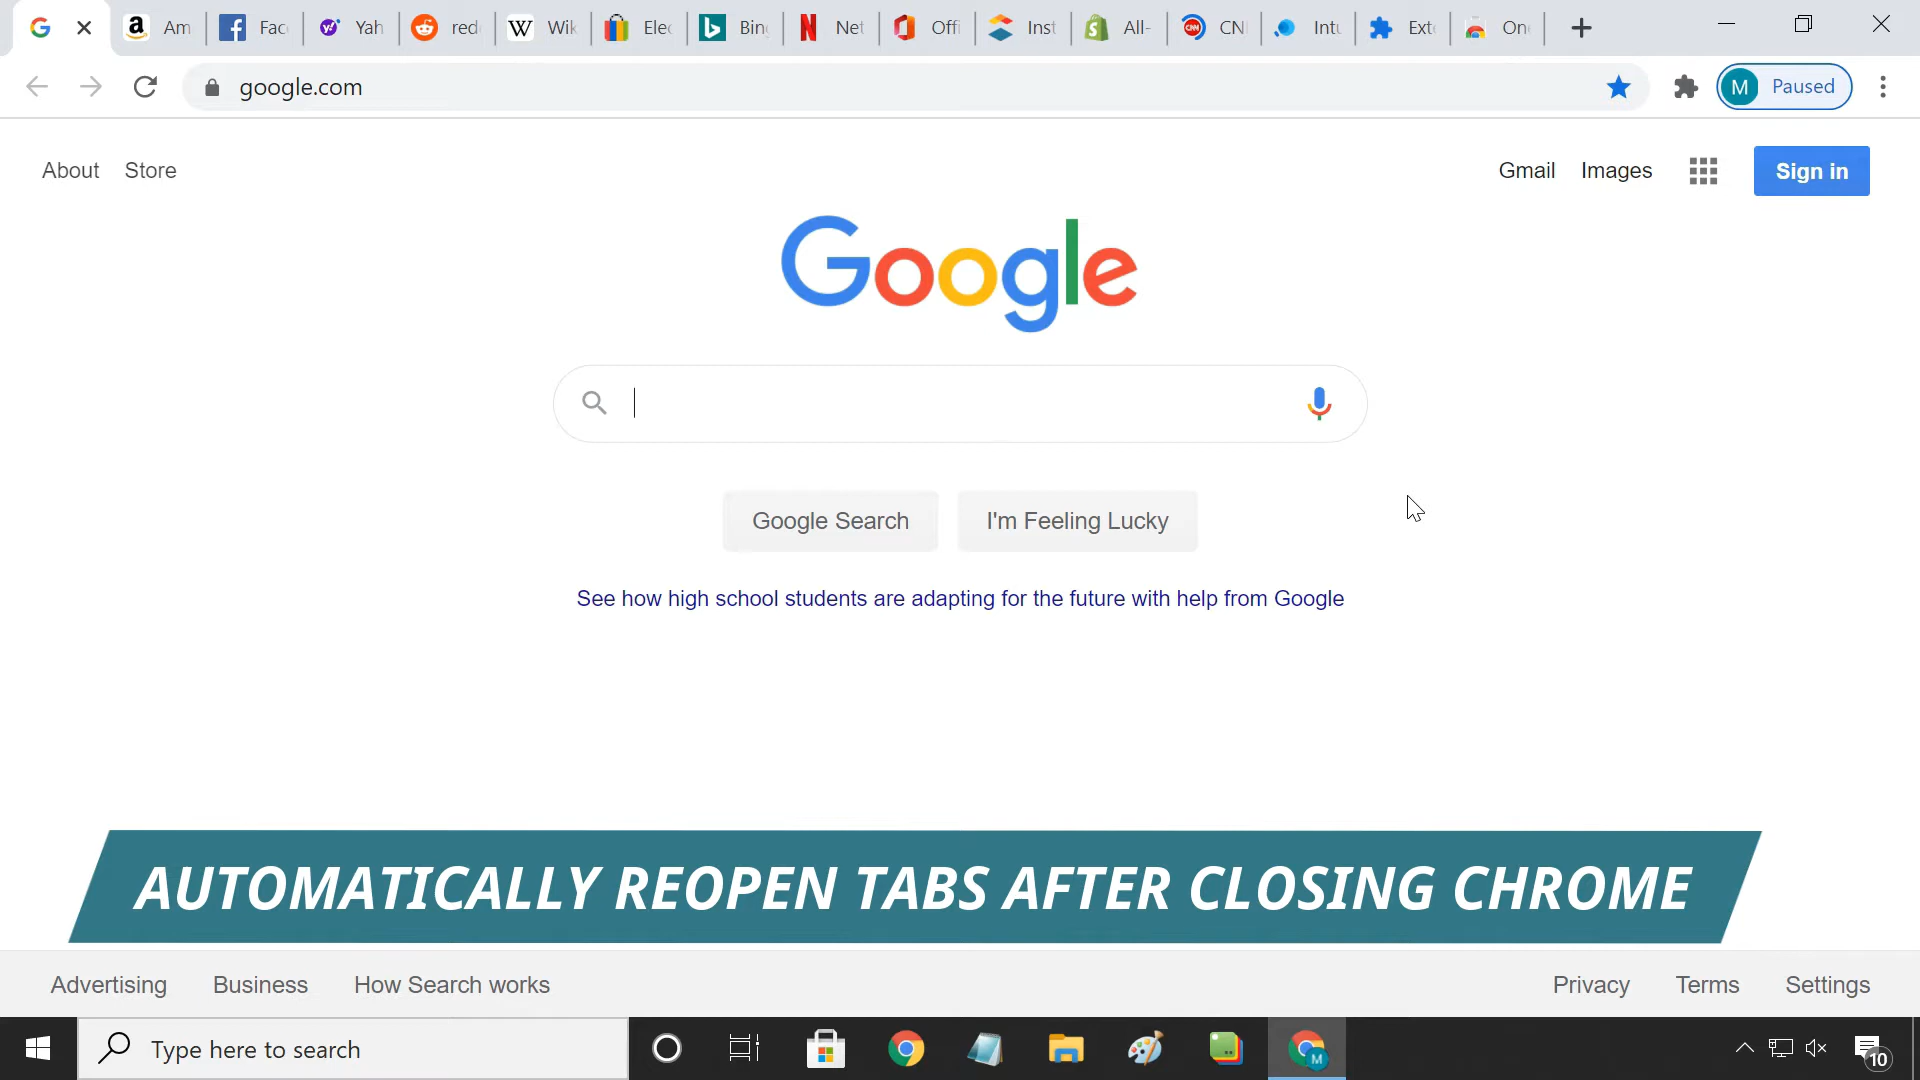 Am
Fac
Yah
red
Wik
Elec
Bing
Net
Offi
Inst
All-
CN
Intu
Exte
One
google.com
M
Paused
About
Store
Gmail
Images
Sign in
Google
Google Search
I'm Feeling Lucky
See how high school students are adapting for the future with help from Google
AUTOMATICALLY REOPEN TABS AFTER CLOSING CHROME
Advertising
Business
How Search works
Privacy
Terms
Settings
Type here to search
M
10